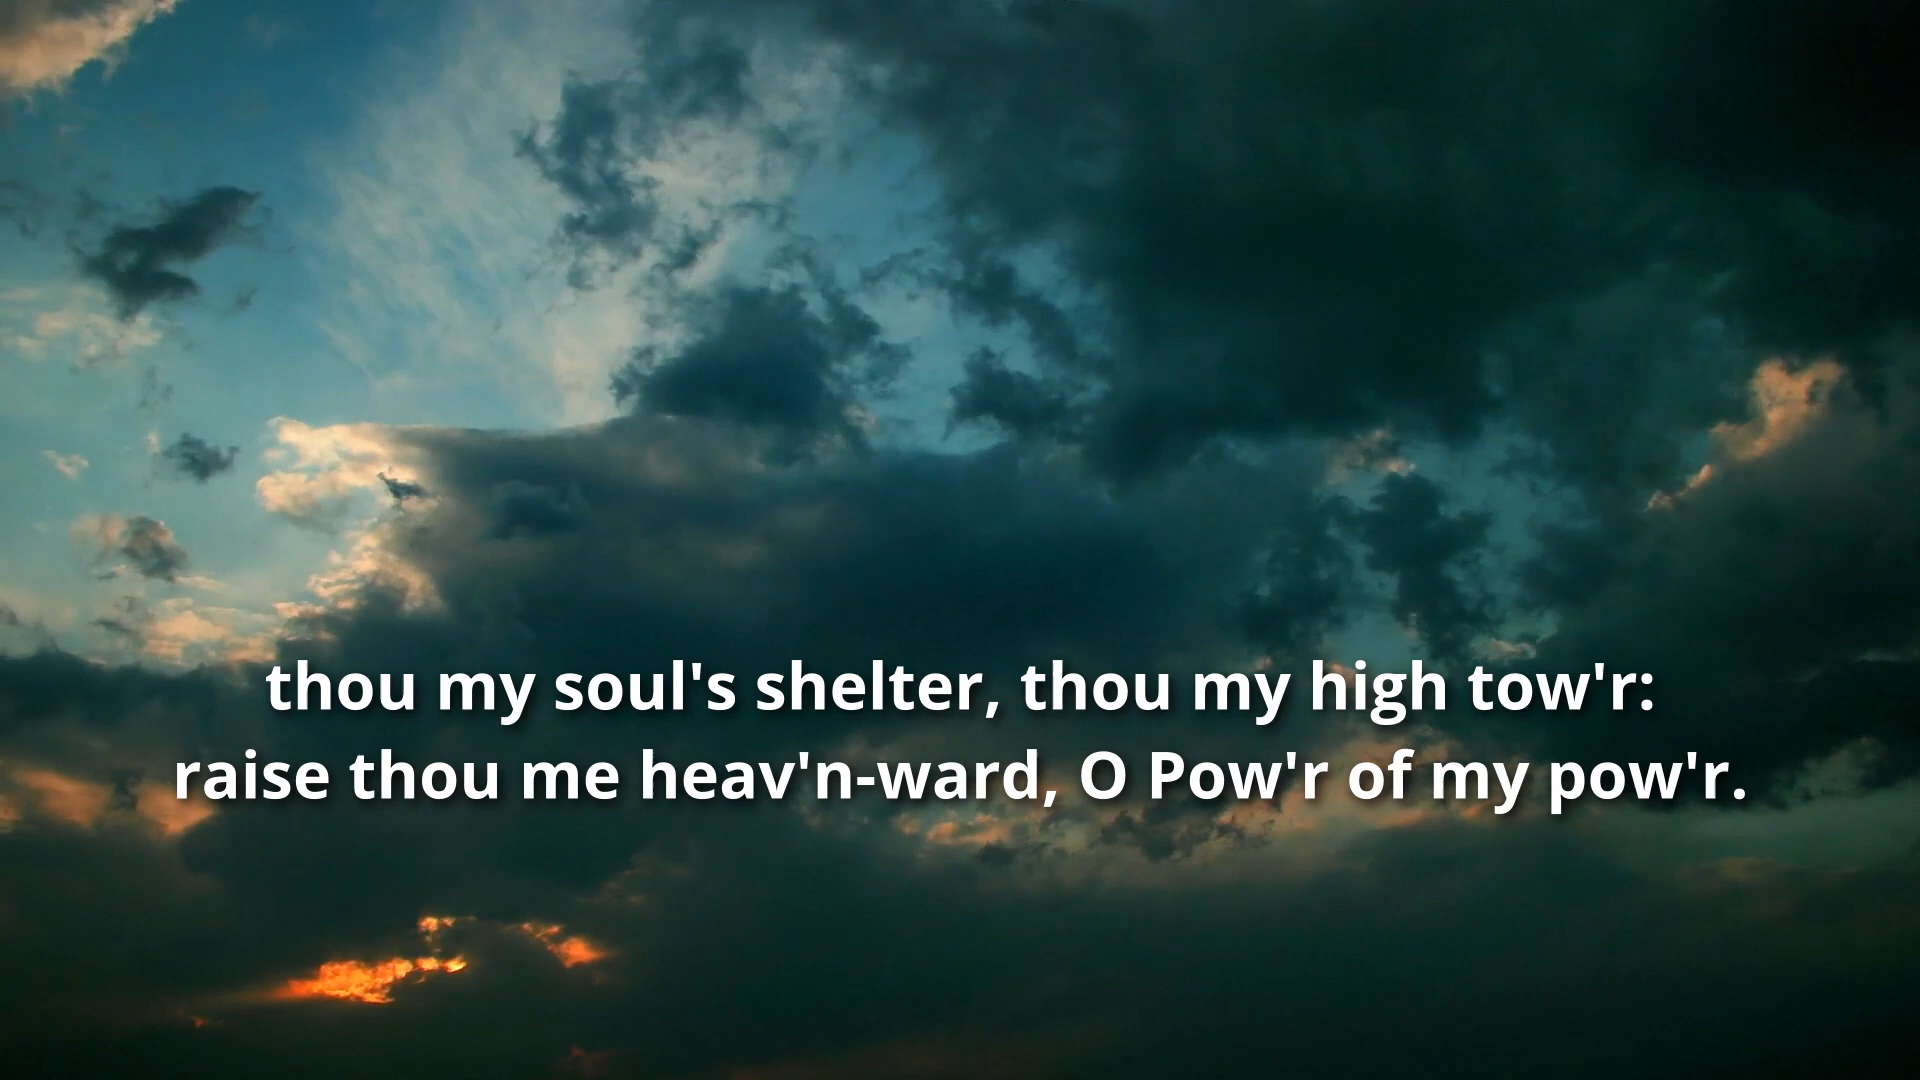 thou my soul's shelter, thou my high tow'r:
raise thou me heav'n-ward, O Pow'r of my pow'r.